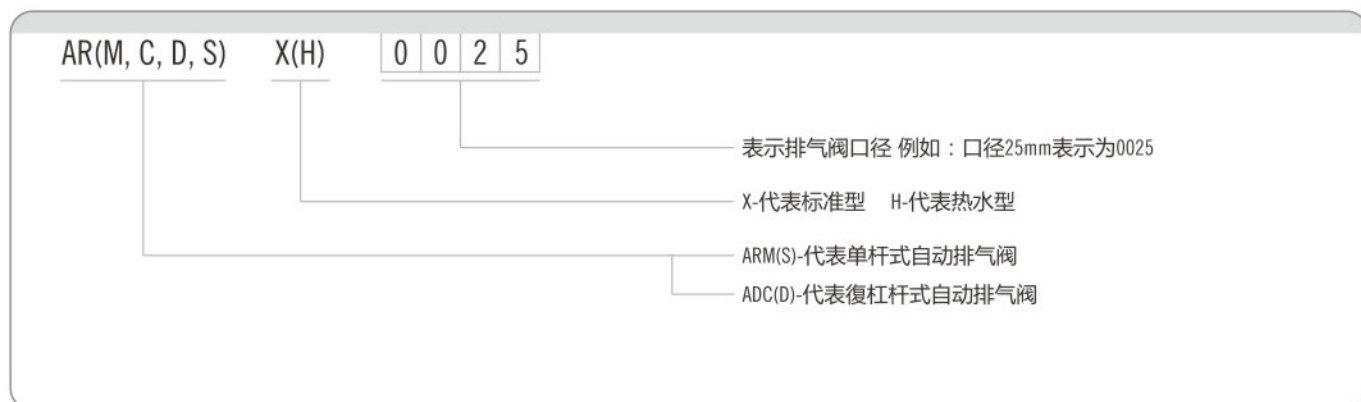 AR(M, C, D, S) X(H) 0 0 2 5
表示排气阀口径 例如：口径25mm表示为0025
X-代表标准型 H-代表热水型
ARM(S)-代表单杆式自动排气阀
ADC(D)-代表復杠杆式自动排气阀